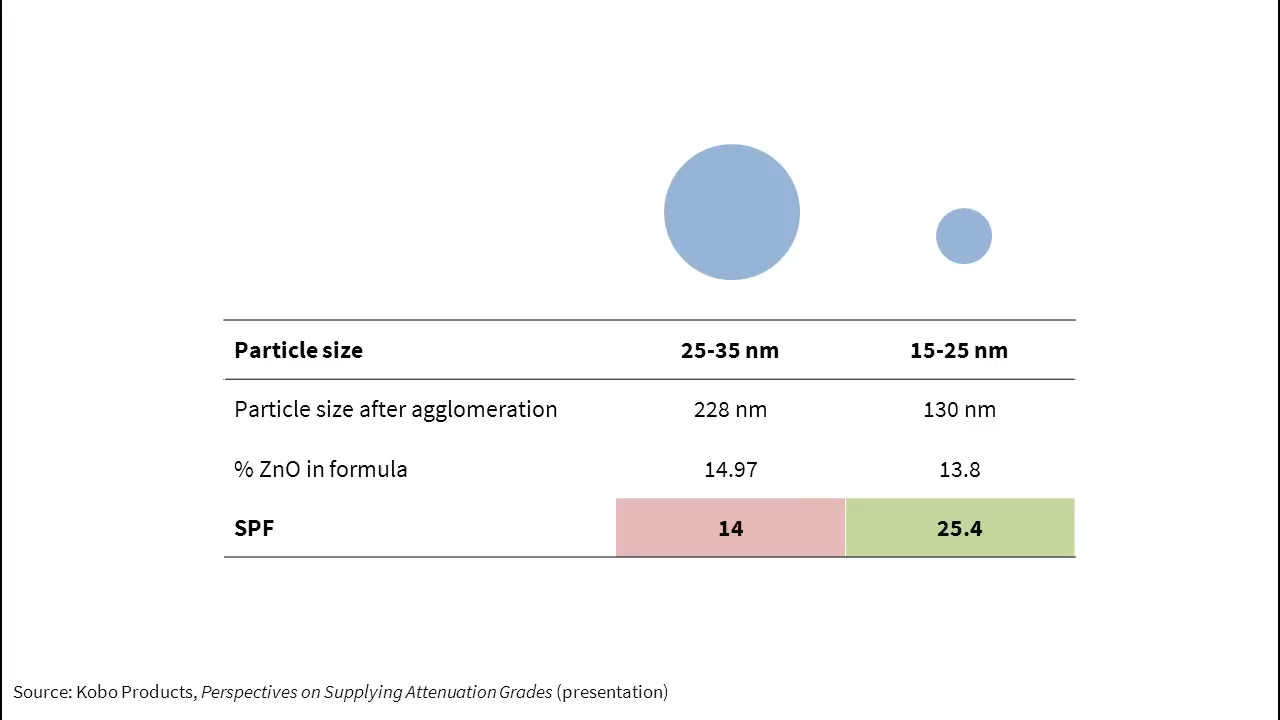 Particle size 25-35 nm 15-25 nm
Particle size after agglomeration 228 nm 130 nm
% ZnO in formula 14.97 13.8
SPF 14 25.4
Source: Kobo Products, Perspectives on Supplying Attenuation Grades (presentation)